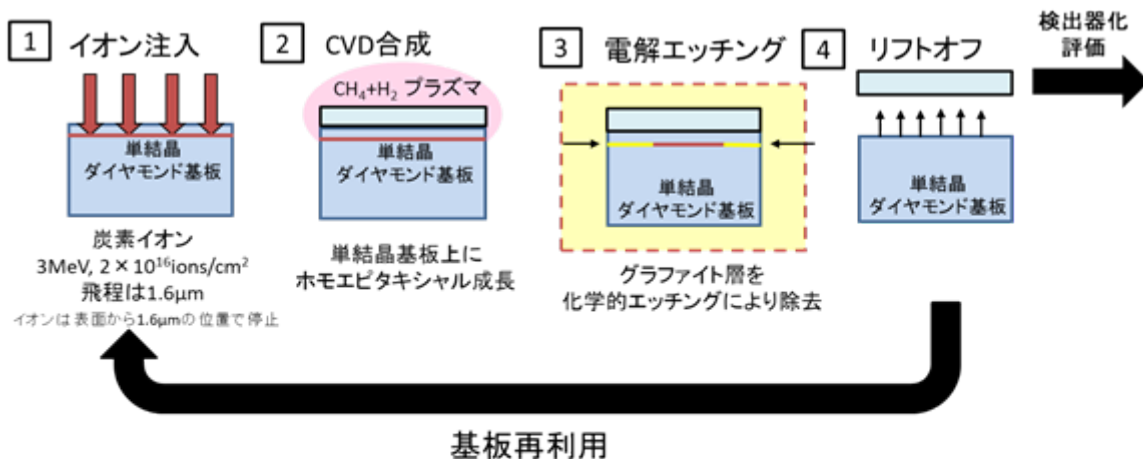 1 イオン注入
単結晶
ダイヤモンド基板
炭素イオン
3MeV, 2×10¹⁶ions/cm²
飛程は1.6μm
イオンは表面から1.6μmの位置で停止
2 CVD合成
CH₄+H₂ プラズマ
単結晶
ダイヤモンド基板
単結晶基板上に
ホモエピタキシャル成長
3 電解エッチング
単結晶
ダイヤモンド基板
グラファイト層を
化学的エッチングにより除去
4 リフトオフ
単結晶
ダイヤモンド基板
検出器化
評価
基板再利用